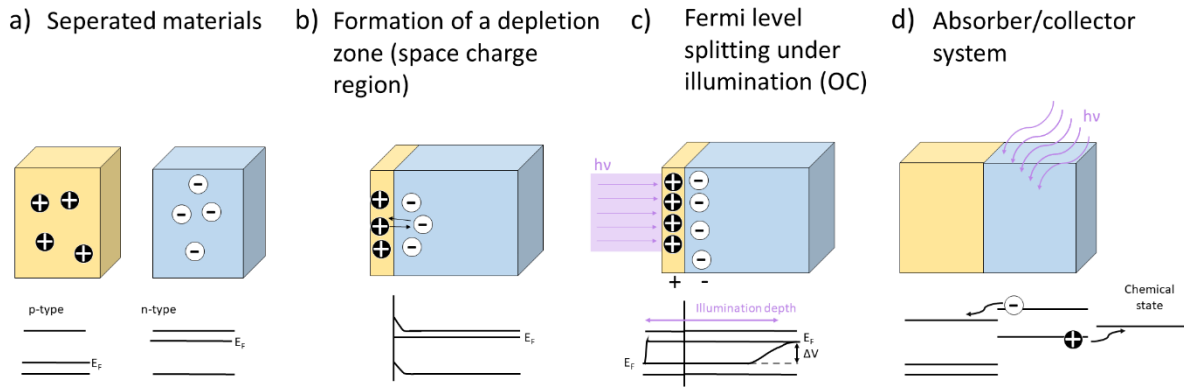 a) Seperated materials
b) Formation of a depletion
zone (space charge
region)
c) Fermi level
splitting under
illumination (OC)
d) Absorber/collector
system
hν
hν
+ -
p-type
n-type
E_F
E_F
E_F
Illumination depth
E_F
E_F
ΔV
Chemical
state